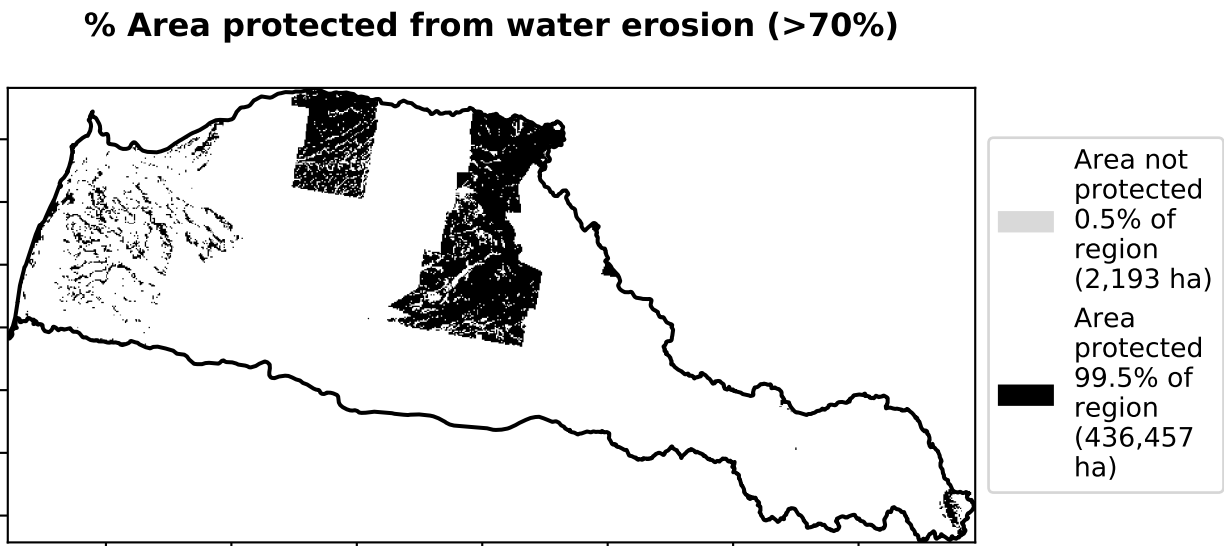 % Area protected from water erosion (>70%)
Area not
protected
0.5% of
region
(2,193 ha)
Area
protected
99.5% of
region
(436,457
ha)